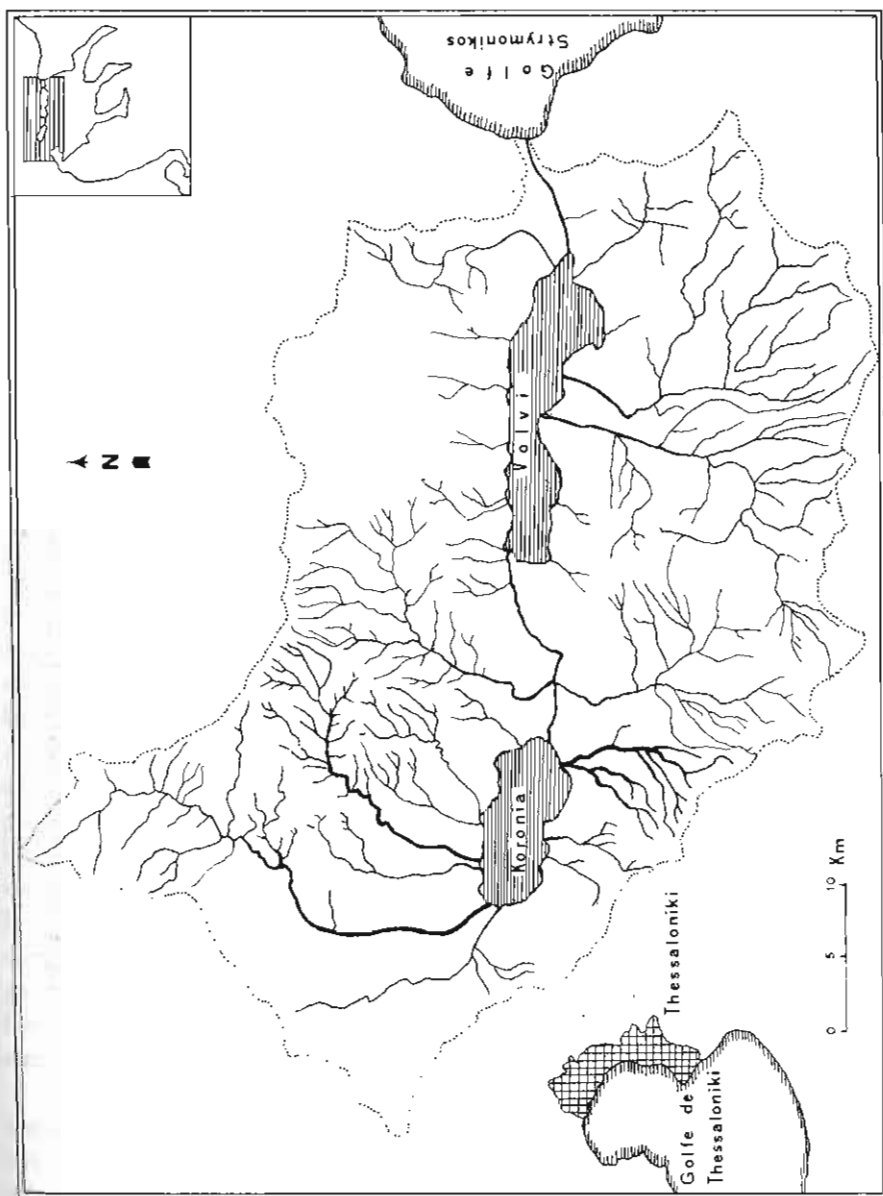 N
Golfe
Strymonikos
Volvi
Koronia
Thessaloniki
Golfe de
Thessaloniki
0 5 10 Km